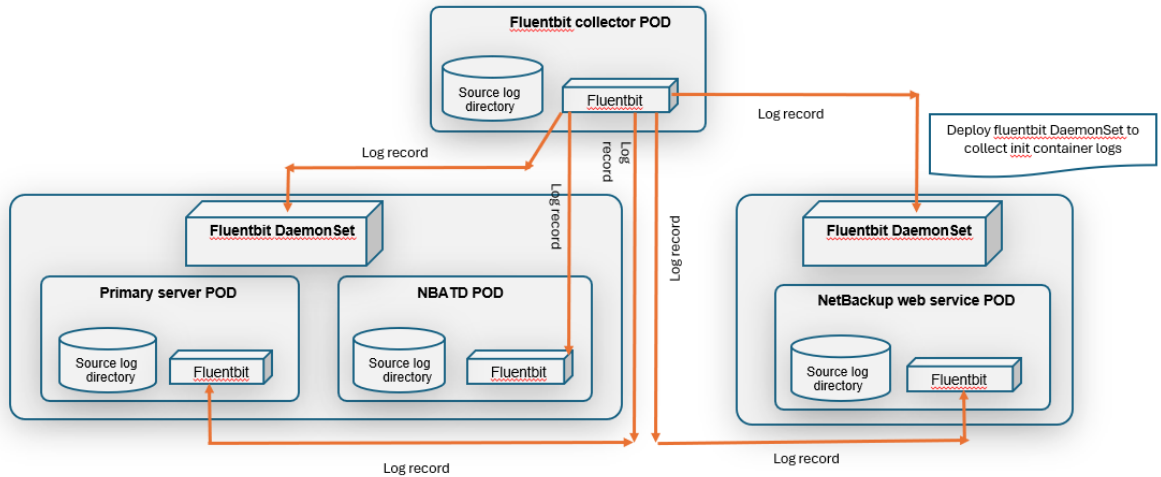 Fluentbit collector POD
Source log
directory
Fluentbit
Log record
Deploy fluentbit DaemonSet to
collect init container logs
Log record
Log
record
Log record
Log record
Fluentbit DaemonSet
Fluentbit DaemonSet
Primary server POD
NBATD POD
NetBackup web service POD
Source log
directory
Fluentbit
Source log
directory
Fluentbit
Source log
directory
Fluentbit
Log record
Log record